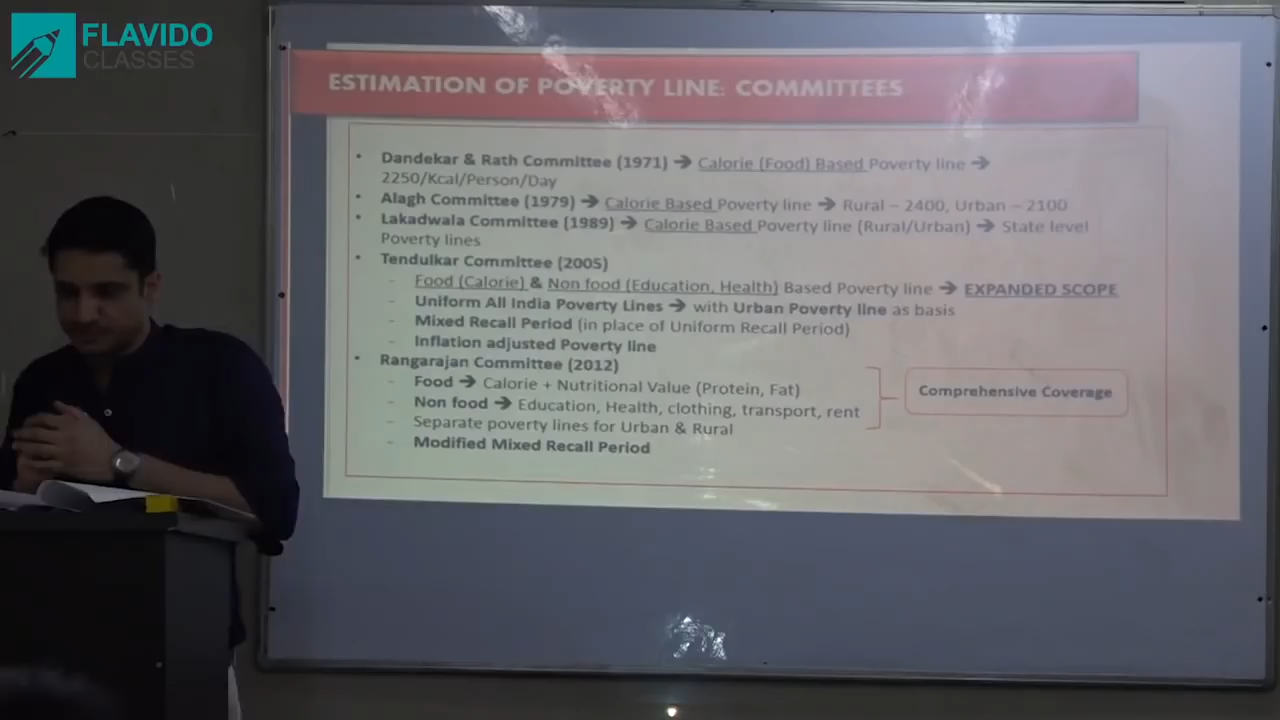 FLAVIDO
CLASSES
ESTIMATION OF POVERTY LINE: COMMITTEES
• Dandekar & Rath Committee (1971) → Calorie (Food) Based Poverty line →
2250/Kcal/Person/Day
• Alagh Committee (1979) → Calorie Based Poverty line → Rural – 2400, Urban – 2100
• Lakadwala Committee (1989) → Calorie Based Poverty line (Rural/Urban) → State level
Poverty lines
• Tendulkar Committee (2005)
- Food (Calorie) & Non food (Education, Health) Based Poverty line → EXPANDED SCOPE
- Uniform All India Poverty Lines → with Urban Poverty line as basis
- Mixed Recall Period (in place of Uniform Recall Period)
- Inflation adjusted Poverty line
• Rangarajan Committee (2012)
- Food → Calorie + Nutritional Value (Protein, Fat)
- Non food → Education, Health, clothing, transport, rent
- Separate poverty lines for Urban & Rural
- Modified Mixed Recall Period
Comprehensive Coverage